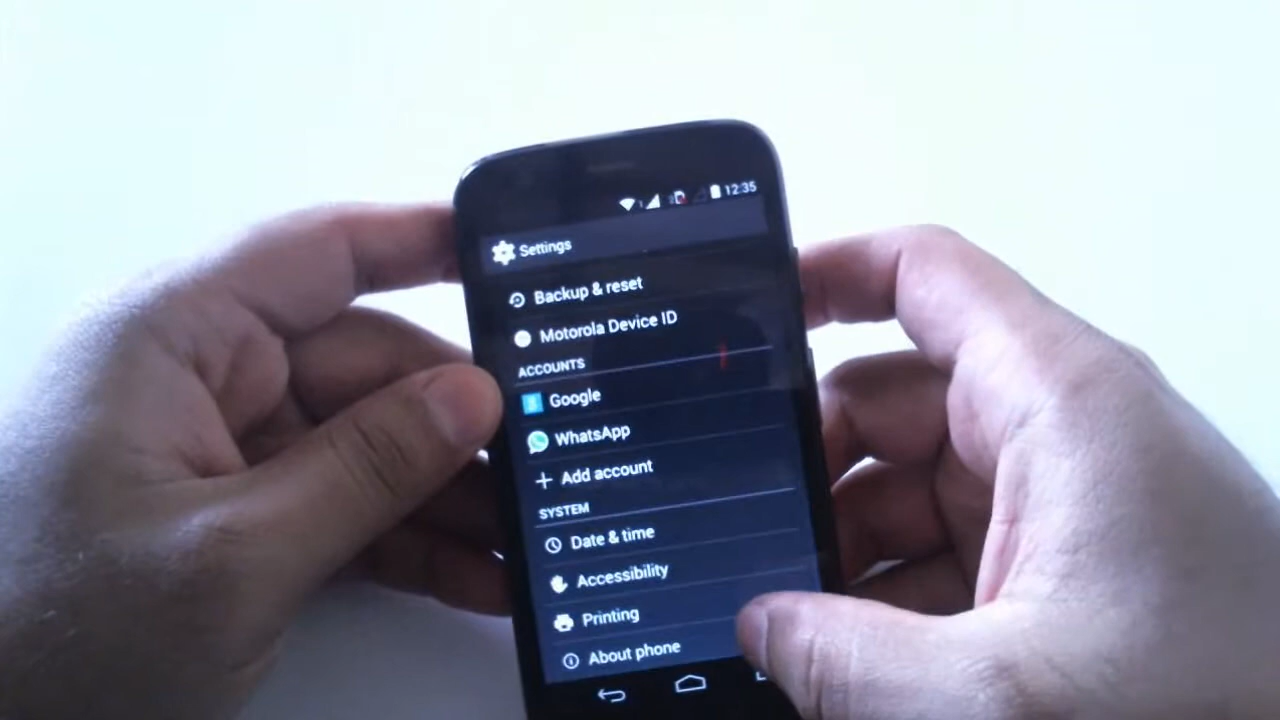 12:35
Settings
Backup & reset
Motorola Device ID
ACCOUNTS
Google
WhatsApp
Add account
SYSTEM
Date & time
Accessibility
Printing
About phone